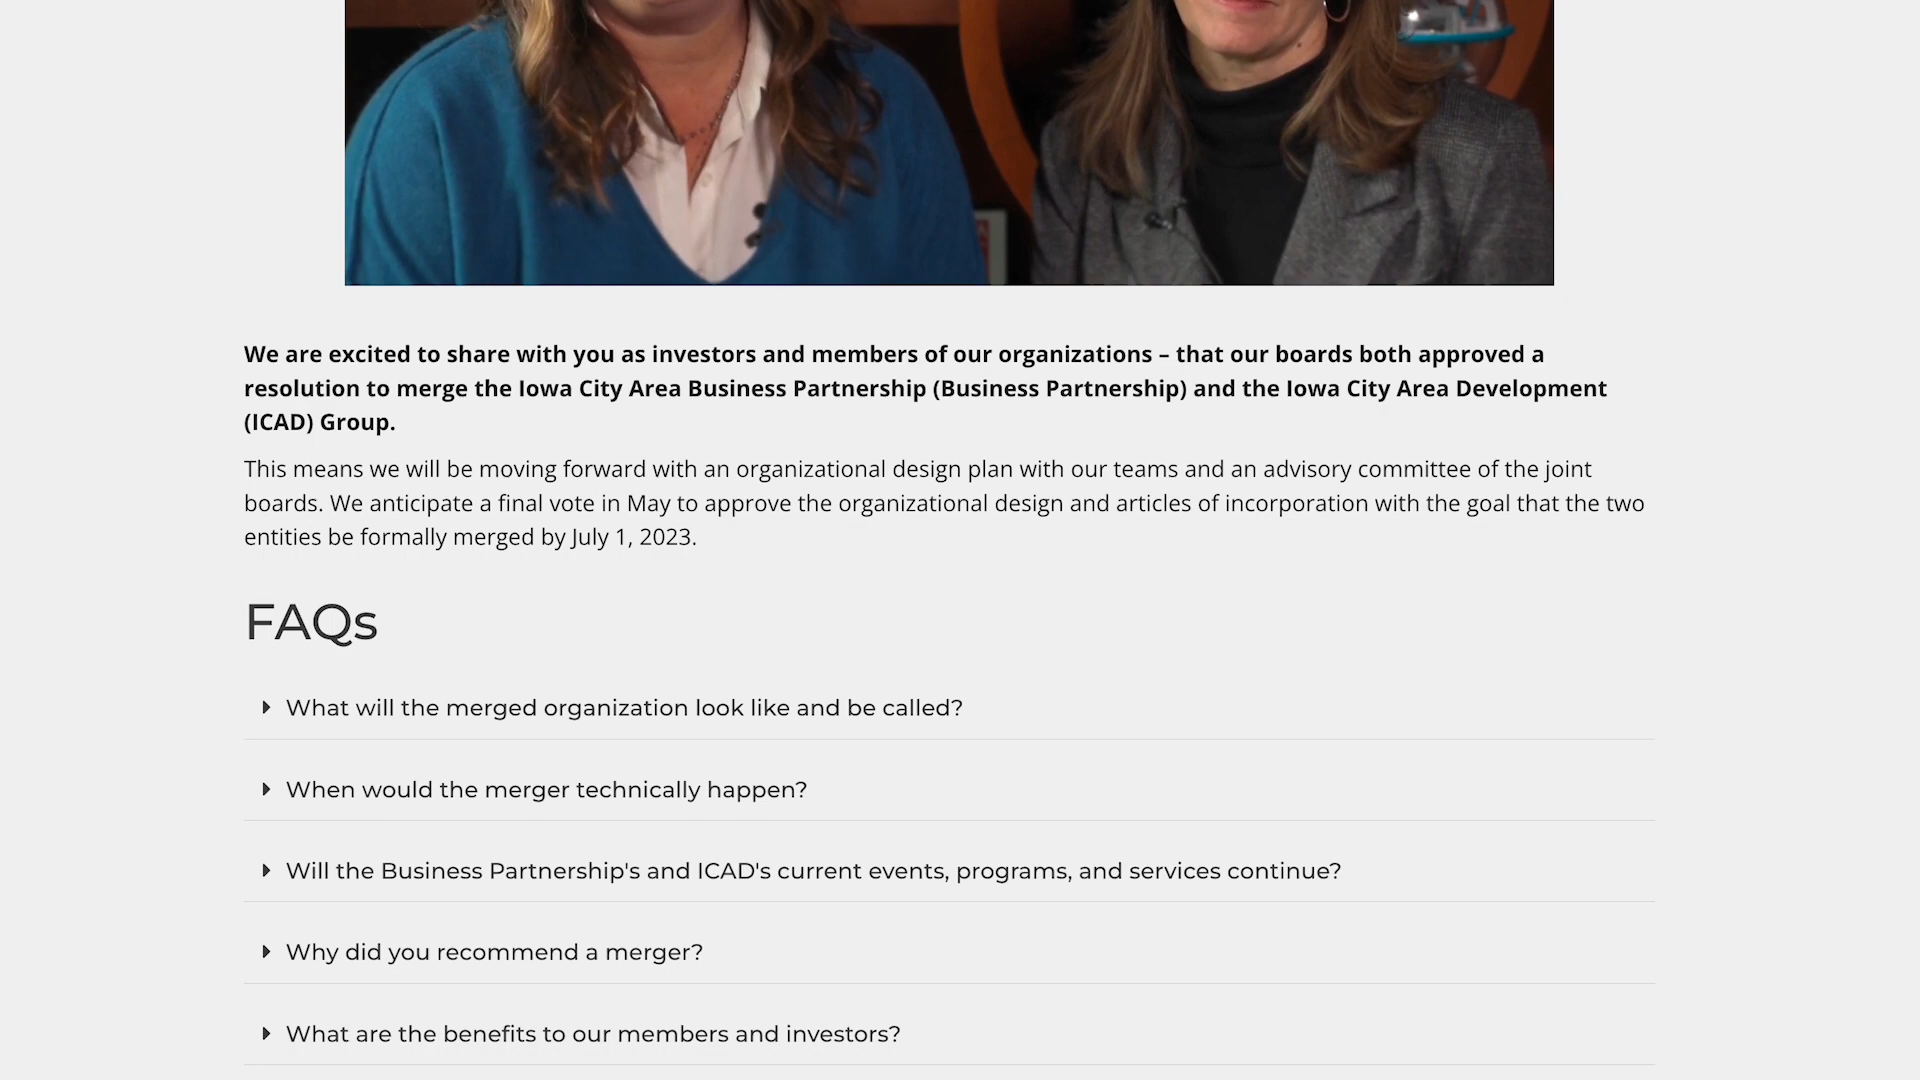 We are excited to share with you as investors and members of our organizations – that our boards both approved a
resolution to merge the Iowa City Area Business Partnership (Business Partnership) and the Iowa City Area Development
(ICAD) Group.
This means we will be moving forward with an organizational design plan with our teams and an advisory committee of the joint
boards. We anticipate a final vote in May to approve the organizational design and articles of incorporation with the goal that the two
entities be formally merged by July 1, 2023.
FAQs
What will the merged organization look like and be called?
When would the merger technically happen?
Will the Business Partnership's and ICAD's current events, programs, and services continue?
Why did you recommend a merger?
What are the benefits to our members and investors?